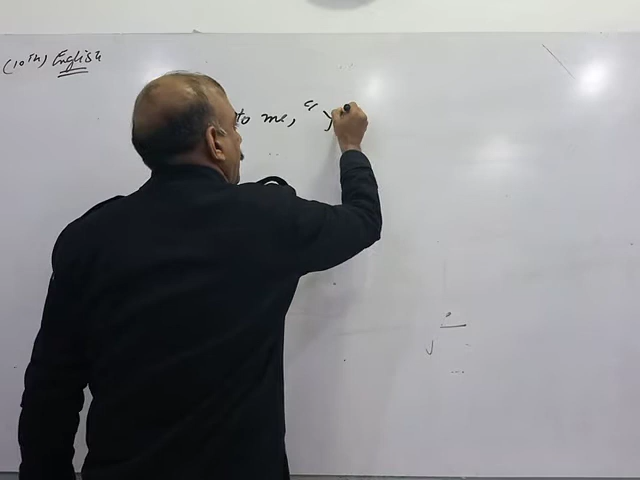 (10th) English
to me, "